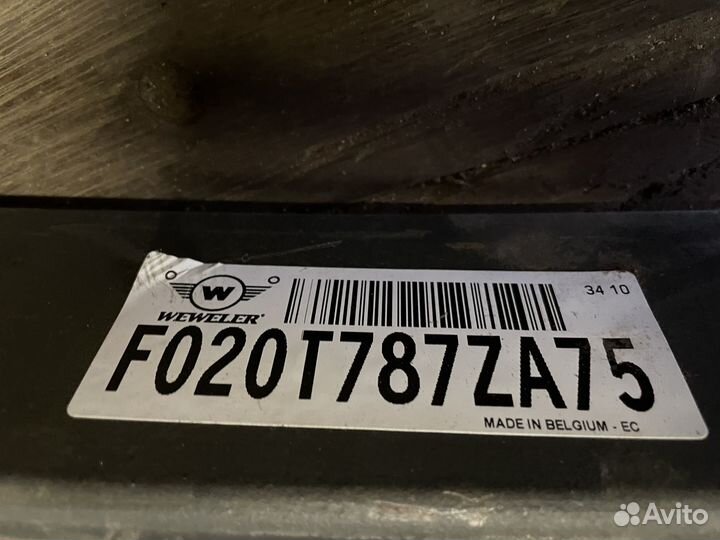 W
WEWELER
34 10
F020T787ZA75
MADE IN BELGIUM - EC
Avito